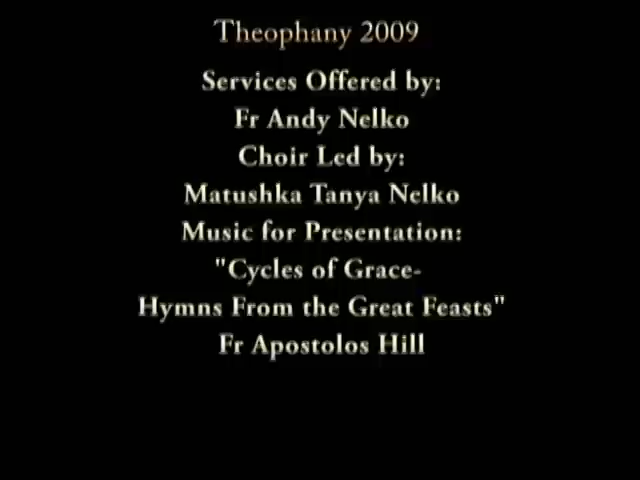 Theophany 2009
Services Offered by:
Fr Andy Nelko
Choir Led by:
Matushka Tanya Nelko
Music for Presentation:
"Cycles of Grace-
Hymns From the Great Feasts"
Fr Apostolos Hill